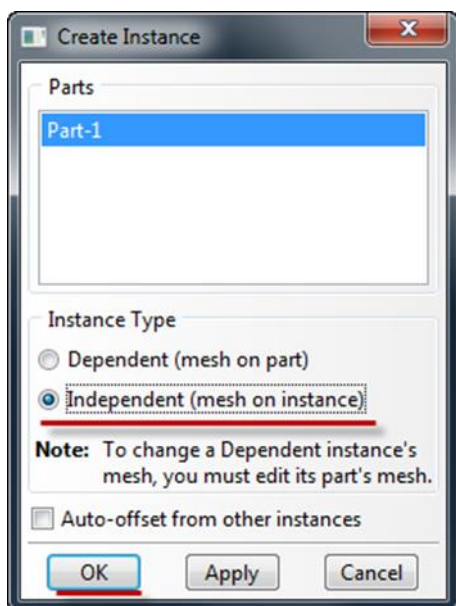 Create Instance
Parts
Part-1
Instance Type
Dependent (mesh on part)
Independent (mesh on instance)
Note: To change a Dependent instance's
mesh, you must edit its part's mesh.
Auto-offset from other instances
OK Apply Cancel